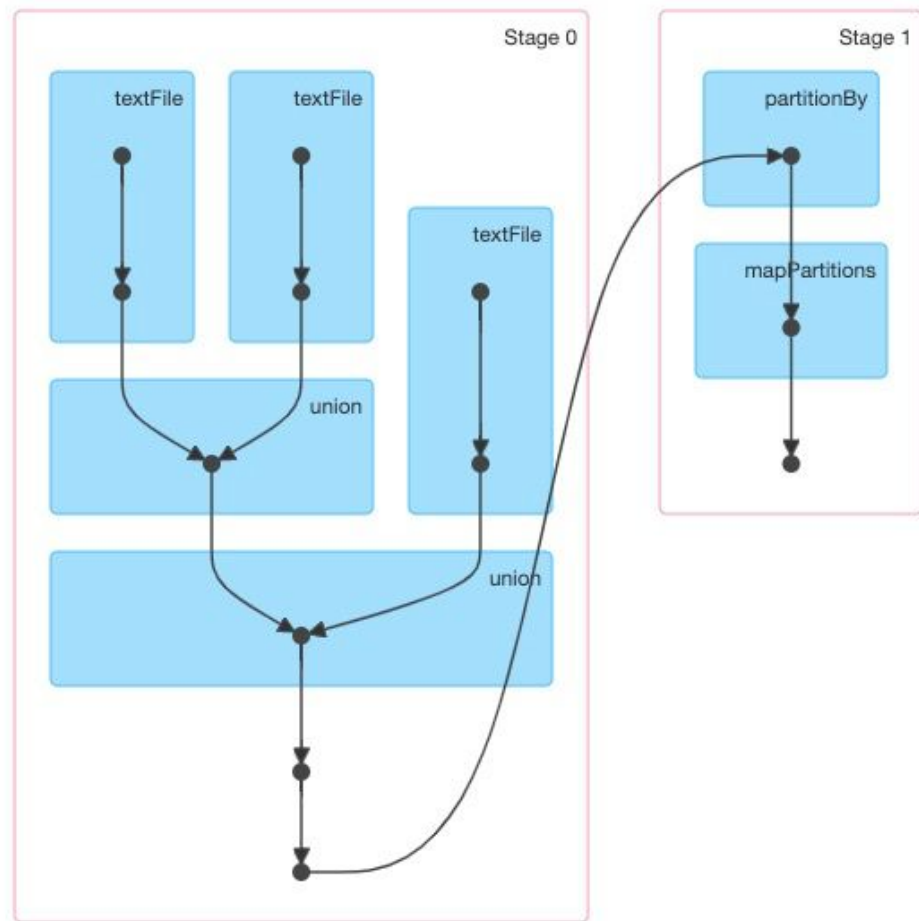 Stage 0
textFile
textFile
textFile
union
union
Stage 1
partitionBy
mapPartitions